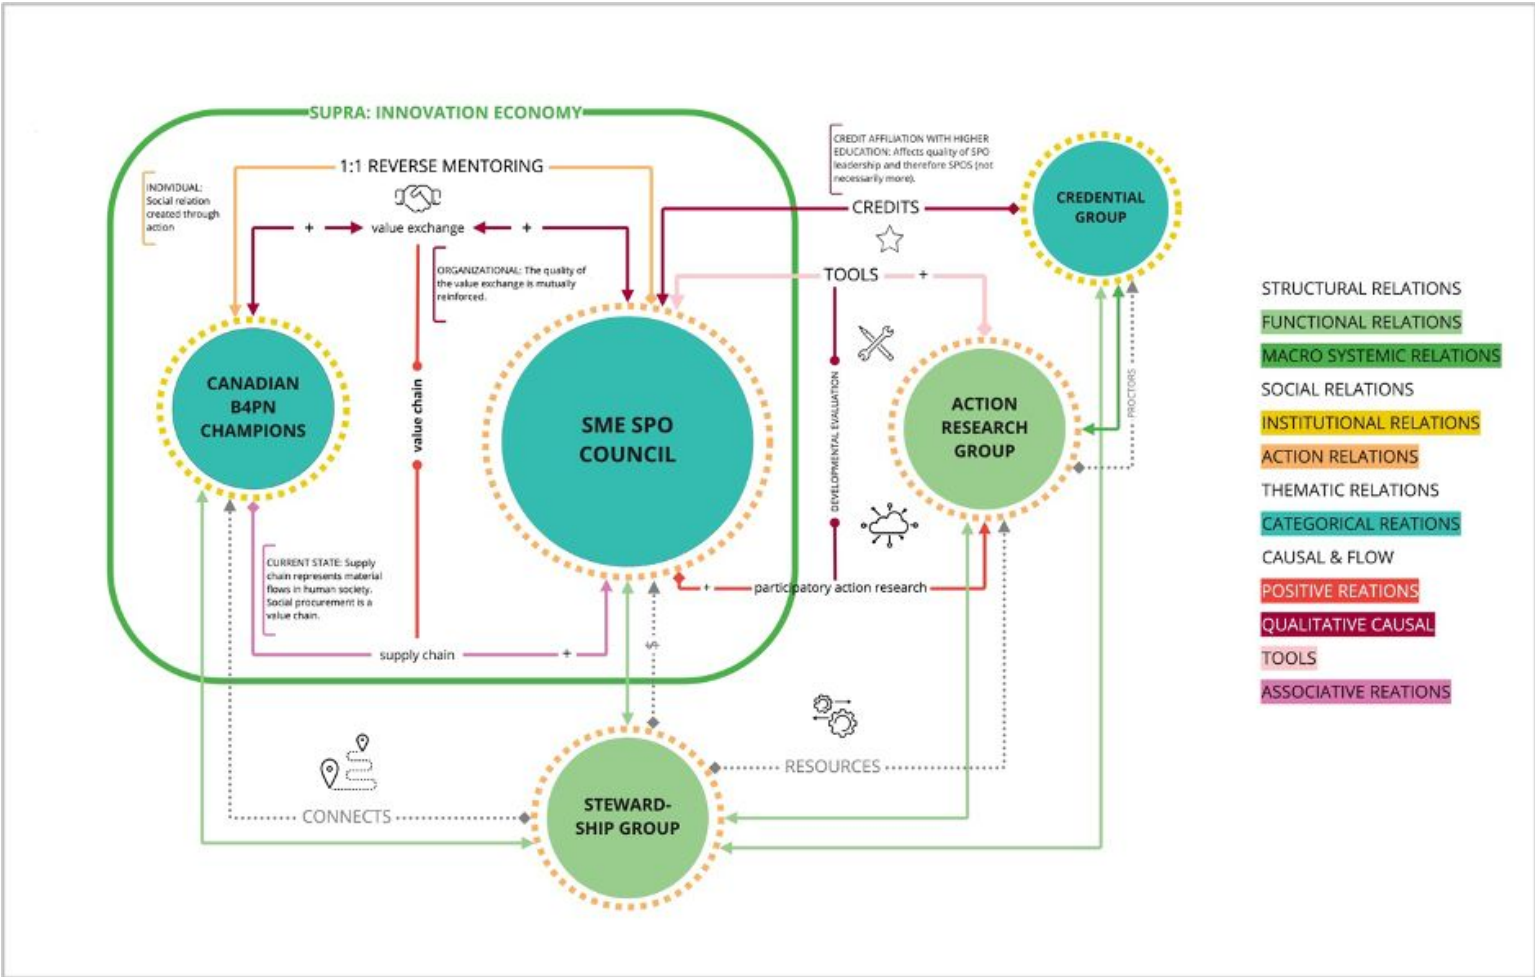 SUPRA: INNOVATION ECONOMY
1:1 REVERSE MENTORING
INDIVIDUAL:
Social relation
created through
action
+
value exchange
+
ORGANIZATIONAL: The quality of
the value exchange is mutually
reinforced.
CREDIT AFFILIATION WITH HIGHER
EDUCATION: Affects quality of SPO
leadership and therefore SPOS (not
necessarily more).
CREDITS
CREDENTIAL
GROUP
TOOLS
+
CANADIAN
B4PN
CHAMPIONS
value chain
SME SPO
COUNCIL
DEVELOPMENTAL EVALUATION
ACTION
RESEARCH
GROUP
PROCTORS
CURRENT STATE: Supply
chain represents material
flows in human society.
Social procurement is a
value chain.
+
participatory action research
supply chain
+
$
RESOURCES
CONNECTS
STEWARD-
SHIP GROUP
STRUCTURAL RELATIONS
FUNCTIONAL RELATIONS
MACRO SYSTEMIC RELATIONS
SOCIAL RELATIONS
INSTITUTIONAL RELATIONS
ACTION RELATIONS
THEMATIC RELATIONS
CATEGORICAL REATIONS
CAUSAL & FLOW
POSITIVE REATIONS
QUALITATIVE CAUSAL
TOOLS
ASSOCIATIVE REATIONS